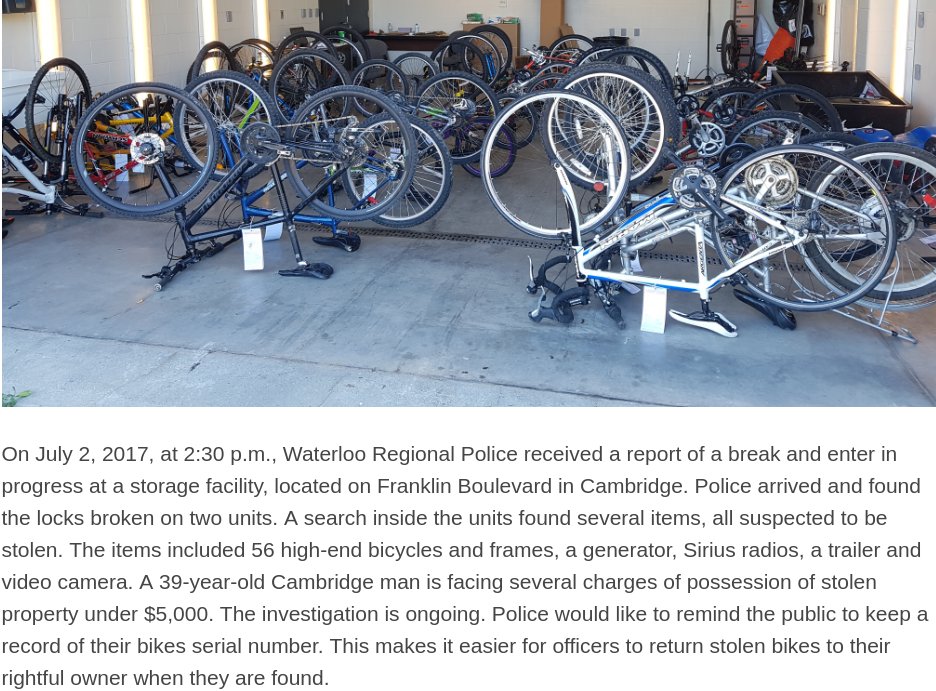 On July 2, 2017, at 2:30 p.m., Waterloo Regional Police received a report of a break and enter in
progress at a storage facility, located on Franklin Boulevard in Cambridge. Police arrived and found
the locks broken on two units. A search inside the units found several items, all suspected to be
stolen. The items included 56 high-end bicycles and frames, a generator, Sirius radios, a trailer and
video camera. A 39-year-old Cambridge man is facing several charges of possession of stolen
property under $5,000. The investigation is ongoing. Police would like to remind the public to keep a
record of their bikes serial number. This makes it easier for officers to return stolen bikes to their
rightful owner when they are found.